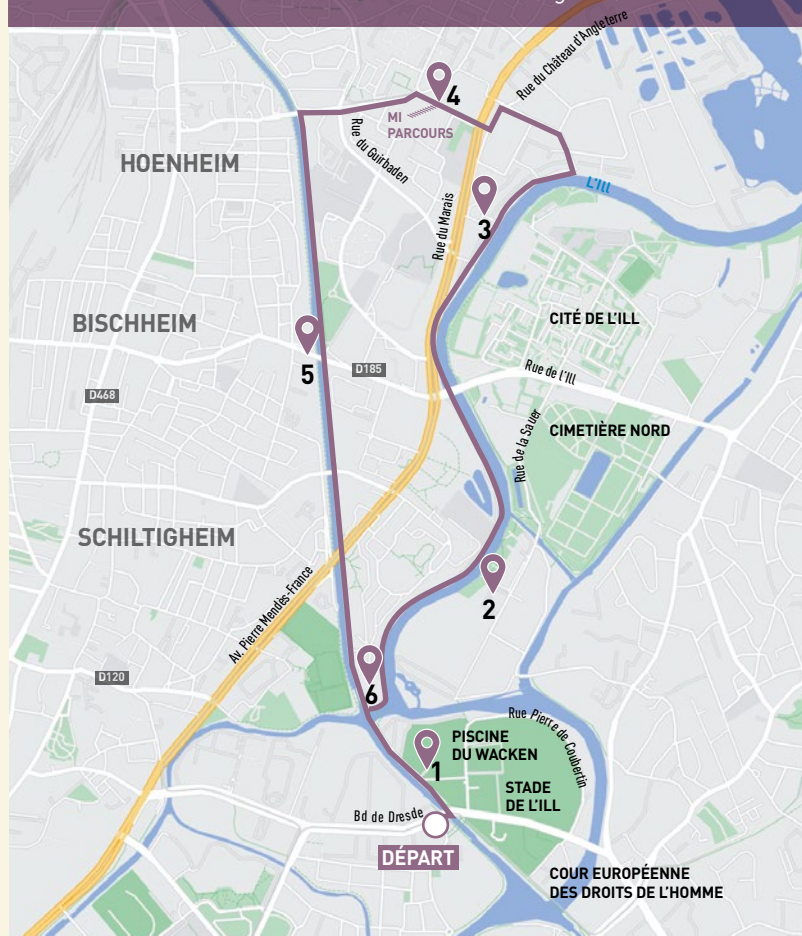 Rue du Château d'Angleterre
4
MI
PARCOURS
Rue du Guirbaden
HOENHEIM
L'Ill
3
Rue du Marais
CITÉ DE L'ILL
BISCHHEIM
5
D185
Rue de l'Ill
D468
CIMETIÈRE NORD
Rue de la Sauer
SCHILTIGHEIM
2
Av. Pierre Mendès-France
D120
6
Rue Pierre de Coubertin
PISCINE
DU WACKEN
1
STADE
DE L'ILL
Bd de Dresde
DÉPART
COUR EUROPÉENNE
DES DROITS DE L'HOMME